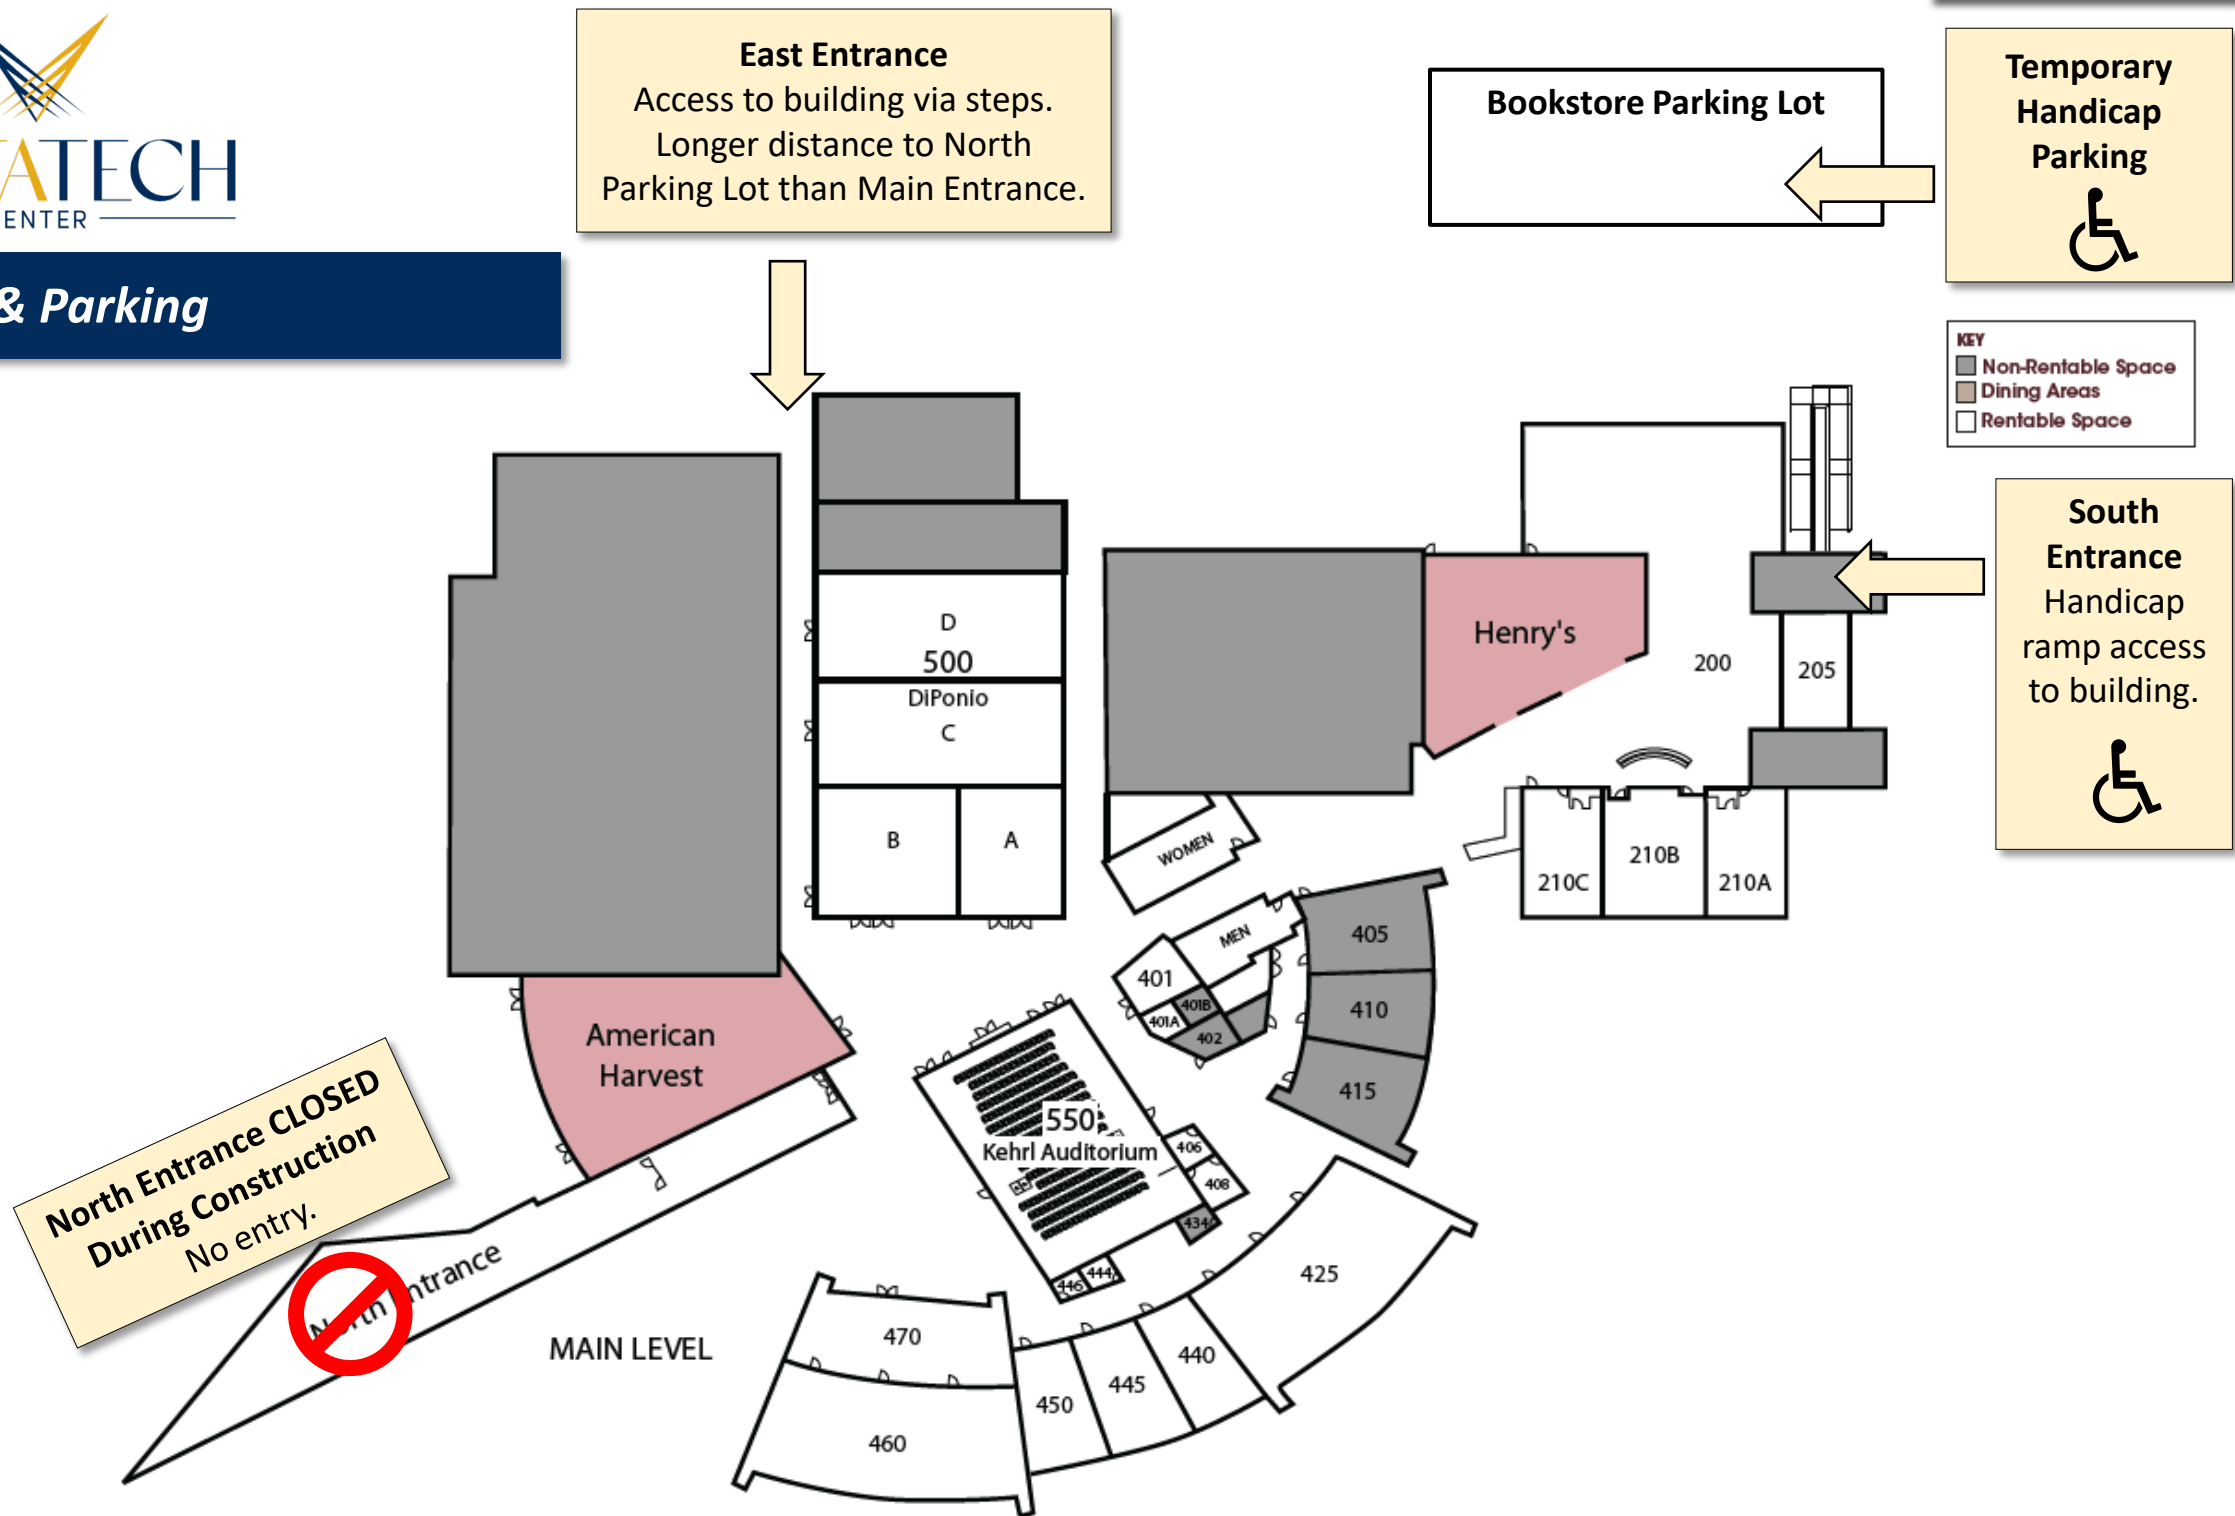 ATECH
ENTER
& Parking
East Entrance
Access to building via steps.
Longer distance to North
Parking Lot than Main Entrance.
Bookstore Parking Lot
Temporary
Handicap
Parking
KEY
Non-Rentable Space
Dining Areas
Rentable Space
South
Entrance
Handicap
ramp access
to building.
D
500
DiPonio
C
B
A
Henry's
200
205
210C
210B
210A
WOMEN
MEN
401
401B
401A
402
405
410
415
American
Harvest
550
Kehrl Auditorium
406
408
434
444
446
425
440
445
450
470
460
North Entrance CLOSED
During Construction
No entry.
North Entrance
MAIN LEVEL